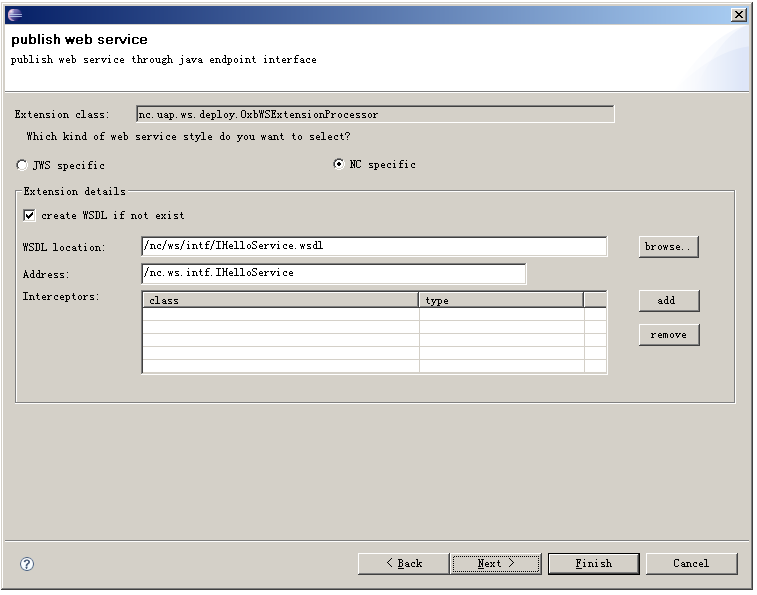 publish web service
publish web service through java endpoint interface
Extension class: nc.uap.ws.deploy.OxbWSExtensionProcessor
Which kind of web service style do you want to select?
JWS specific NC specific
Extension details
create WSDL if not exist
WSDL location: /nc/ws/intf/IHelloService.wsdl browse..
Address: /nc.ws.intf.IHelloService
Interceptors: class type add
remove
? < Back Next > Finish Cancel